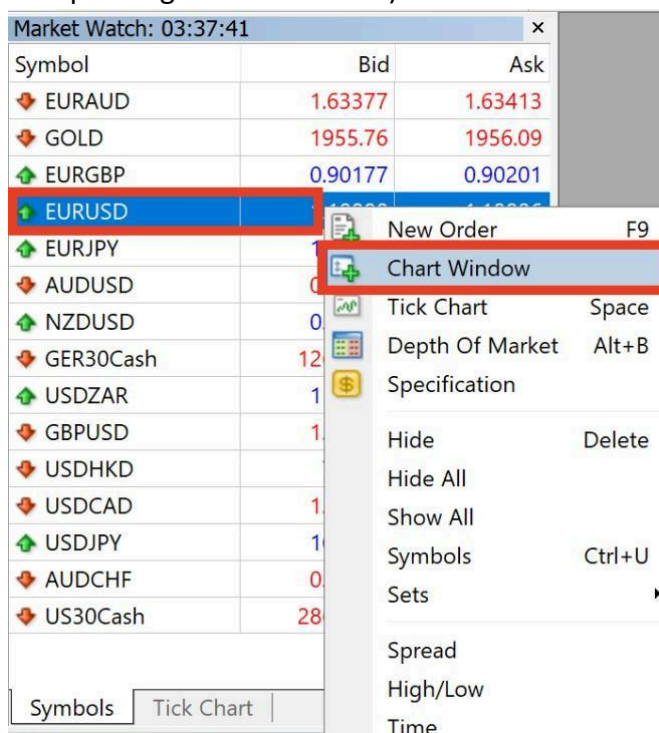 Market Watch: 03:37:41
Symbol Bid Ask
EURAUD 1.63377 1.63413
GOLD 1955.76 1956.09
EURGBP 0.90177 0.90201
EURUSD
EURJPY
AUDUSD
NZDUSD
GER30Cash
USDZAR
GBPUSD
USDHKD
USDCAD
USDJPY
AUDCHF
US30Cash
Symbols Tick Chart
New Order F9
Chart Window
Tick Chart Space
Depth Of Market Alt+B
Specification
Hide Delete
Hide All
Show All
Symbols Ctrl+U
Sets
Spread
High/Low
Time